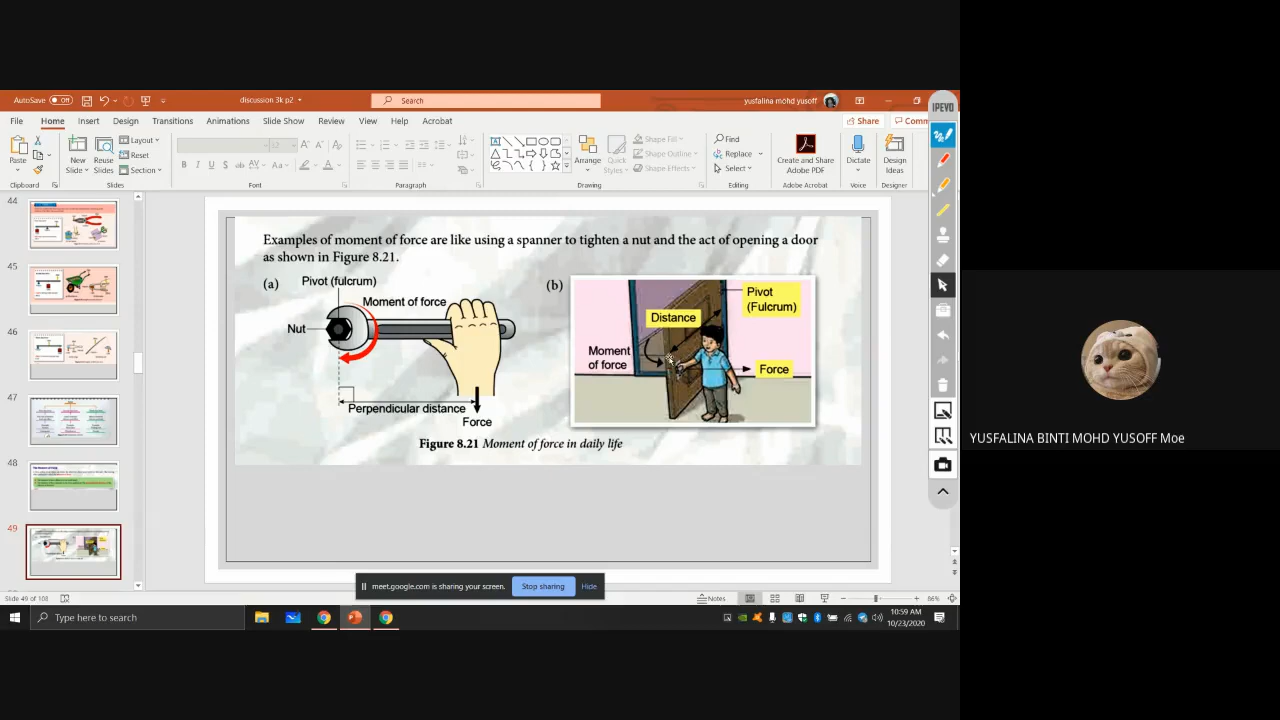 AutoSave Off
discussion 3k p2
Search
yusfalina mohd yusoff
IPEVO
File Home Insert Design Transitions Animations Slide Show Review View Help Acrobat
Share
Comm
Paste
New
Slide
Reuse
Slides
Layout
Reset
Section
Arrange
Quick
Styles
Shape Fill
Shape Outline
Shape Effects
Find
Replace
Select
Create and Share
Adobe PDF
Dictate
Design
Ideas
Clipboard Slides Font Paragraph Drawing Editing Adobe Acrobat Voice Designer
44
45
46
47
48
49
Examples of moment of force are like using a spanner to tighten a nut and the act of opening a door
as shown in Figure 8.21.
(a)
Pivot (fulcrum)
Moment of force
Nut
Perpendicular distance
Force
(b)
Pivot
(Fulcrum)
Distance
Moment
of force
Force
Figure 8.21 Moment of force in daily life
YUSFALINA BINTI MOHD YUSOFF Moe
meet.google.com is sharing your screen. Stop sharing Hide
Slide 49 of 108
Notes
86%
Type here to search
10:59 AM
10/23/2020